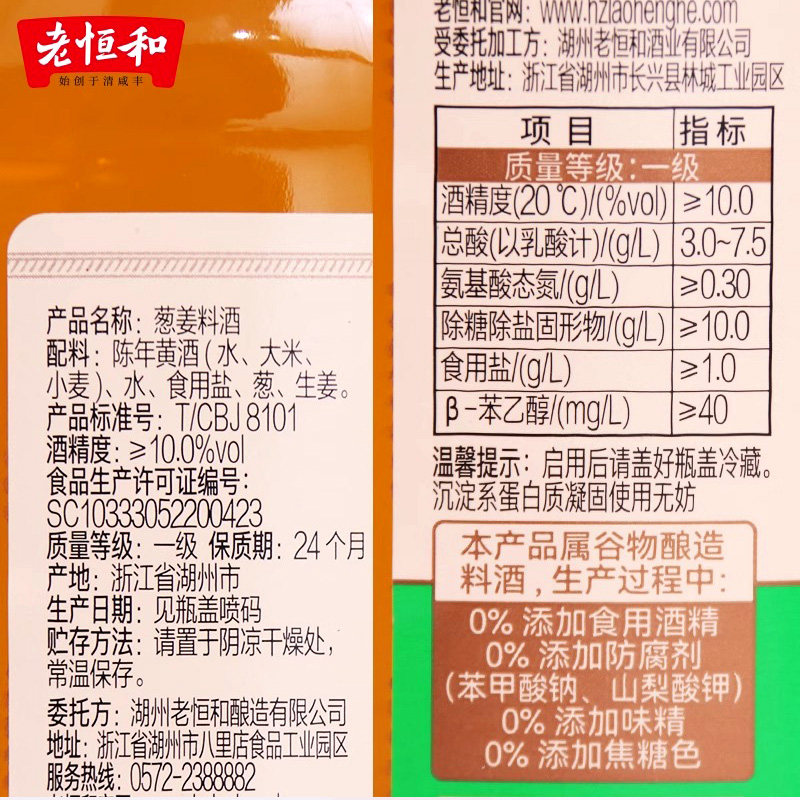 老恒和
始创于清咸丰
产品名称：葱姜料酒
配料：陈年黄酒(水、大米、
小麦)、水、食用盐、葱、生姜。
产品标准号：T/CBJ 8101
酒精度：≥10.0%vol
食品生产许可证编号：
SC10333052200423
质量等级：一级 保质期：24个月
产地：浙江省湖州市
生产日期：见瓶盖喷码
贮存方法：请置于阴凉干燥处，
常温保存。
委托方：湖州老恒和酿造有限公司
地址：浙江省湖州市八里店食品工业园区
服务热线：0572-2388882
老恒和官网：www.hzlaohenghe.com
受委托加工方：湖州老恒和酒业有限公司
生产地址：浙江省湖州市长兴县林城工业园区
项目 指标
质量等级：一级
酒精度(20℃)/(%vol) ≥10.0
总酸(以乳酸计)/(g/L) 3.0~7.5
氨基酸态氮/(g/L) ≥0.30
除糖除盐固形物/(g/L) ≥10.0
食用盐/(g/L) ≥1.0
β-苯乙醇/(mg/L) ≥40
温馨提示：启用后请盖好瓶盖冷藏。
沉淀系蛋白质凝固使用无妨
本产品属谷物酿造
料酒，生产过程中：
0% 添加食用酒精
0% 添加防腐剂
(苯甲酸钠、山梨酸钾)
0% 添加味精
0% 添加焦糖色